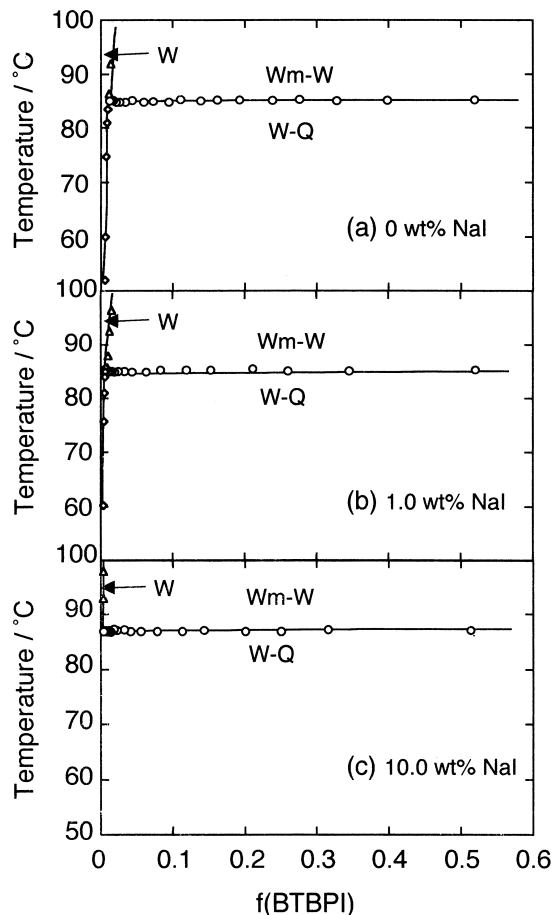 100
90
80
70
60
Temperature / °C
W
Wm-W
W-Q
(a) 0 wt% NaI
100
90
80
70
60
Temperature / °C
W
Wm-W
W-Q
(b) 1.0 wt% NaI
100
90
80
70
60
50
Temperature / °C
W
Wm-W
W-Q
(c) 10.0 wt% NaI
0 0.1 0.2 0.3 0.4 0.5 0.6
f(BTBPI)